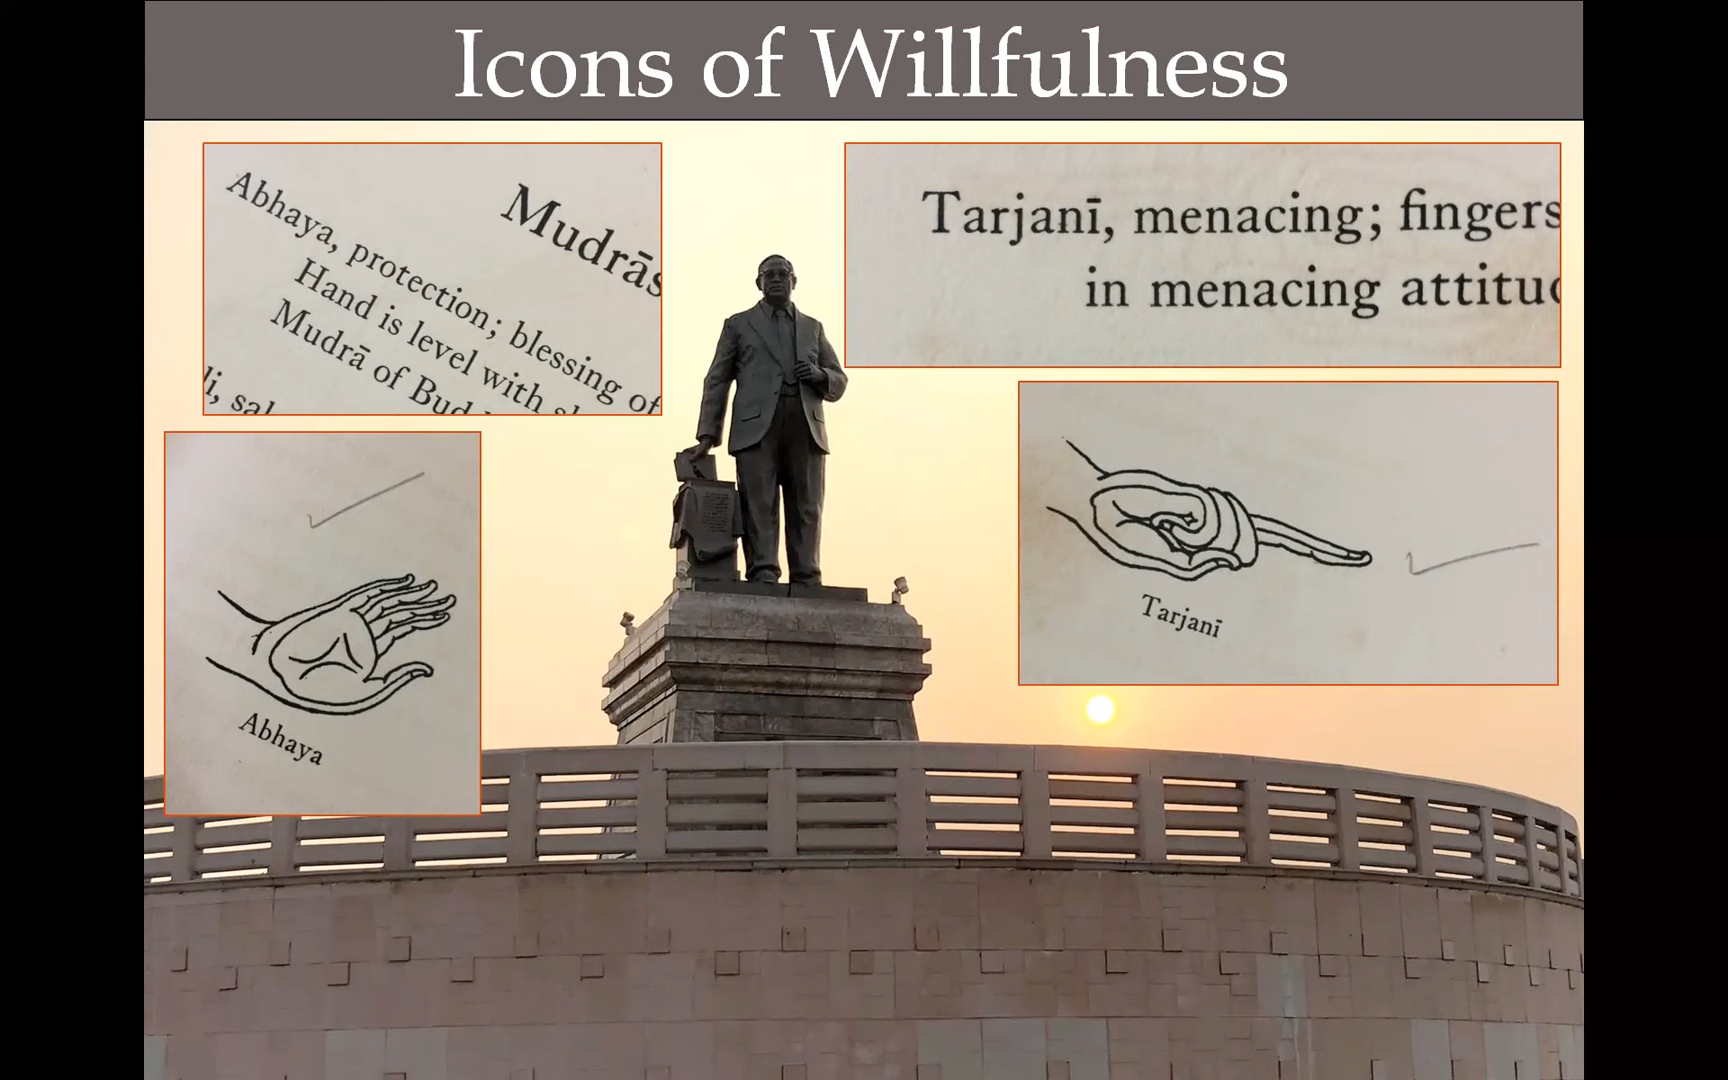 Icons of Willfulness
Mudrās
Abhaya, protection; blessing of
Hand is level with
Mudrā of
Tarjanī, menacing; fingers
in menacing
Abhaya
Tarjanī